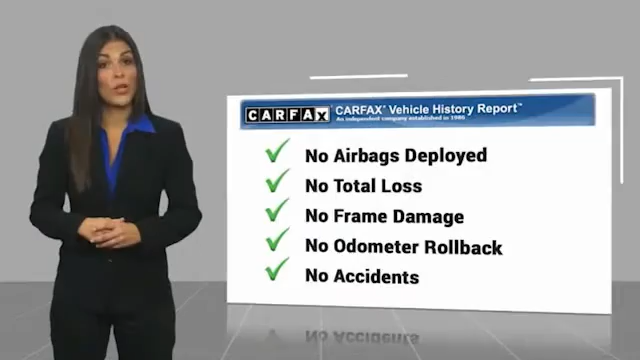 CARFAX CARFAX® Vehicle History Report™
An independent company established in 1986
No Airbags Deployed
No Total Loss
No Frame Damage
No Odometer Rollback
No Accidents